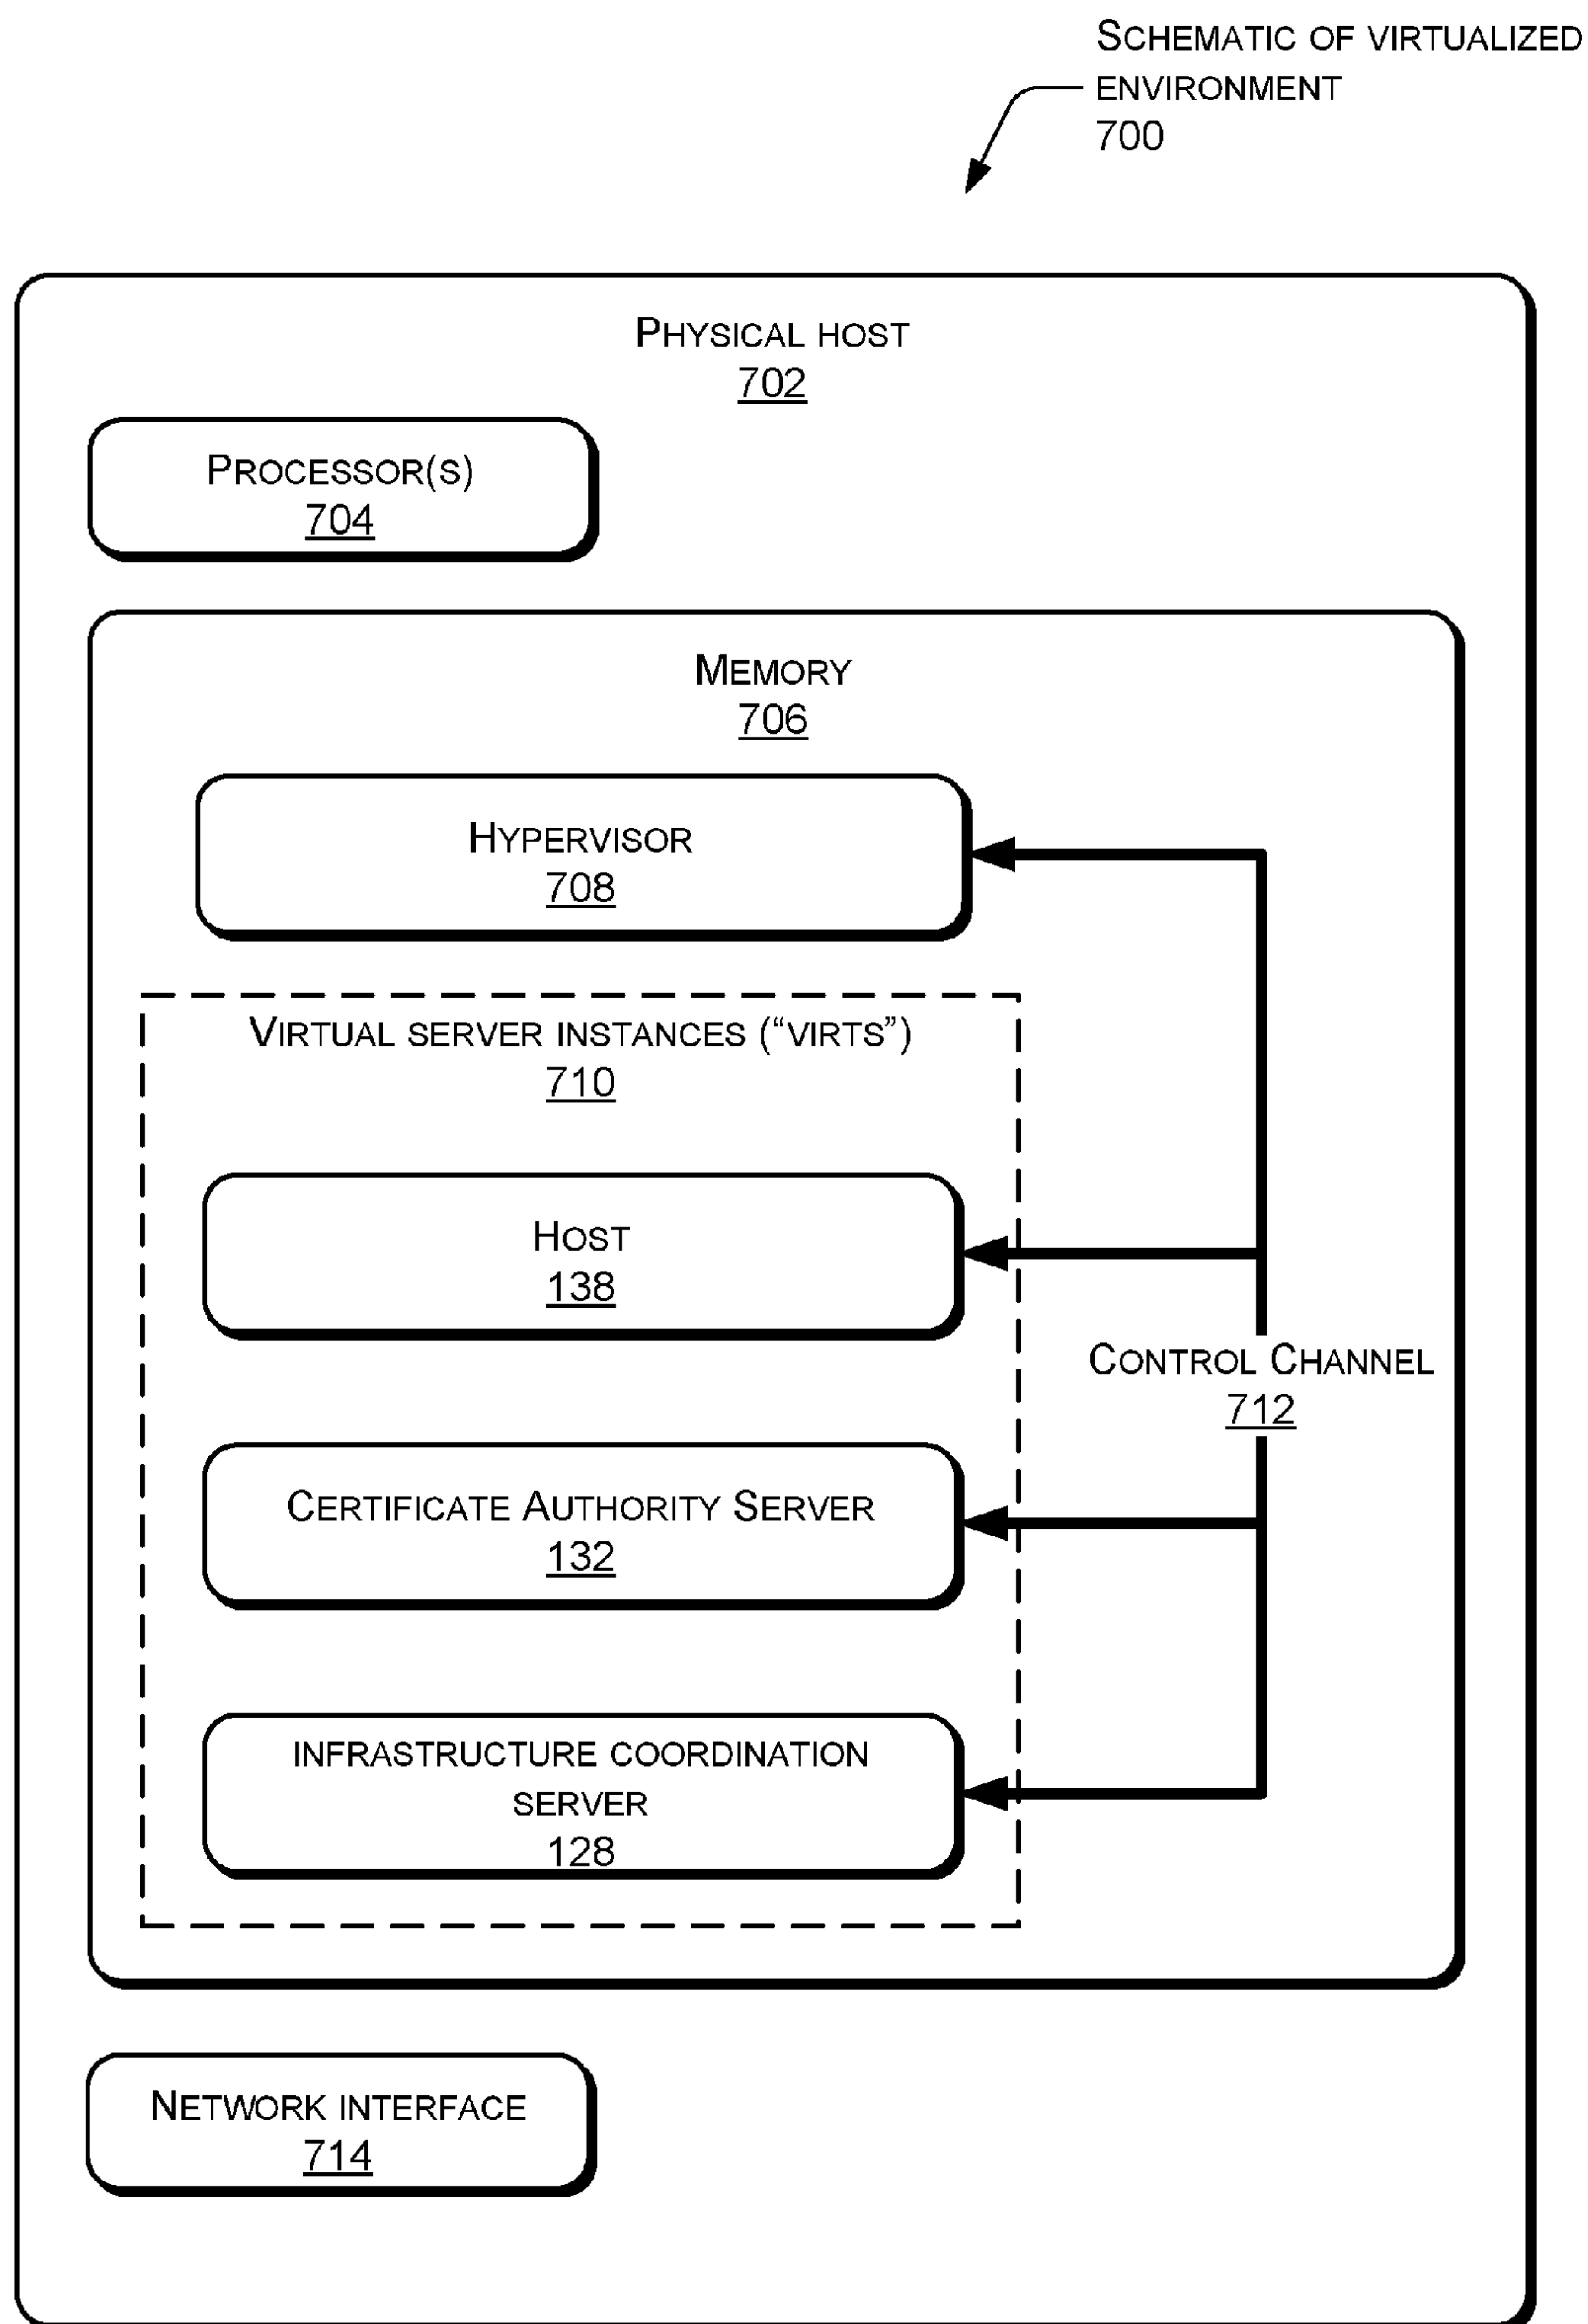 SCHEMATIC OF VIRTUALIZED
ENVIRONMENT
700
PHYSICAL HOST
702
PROCESSOR(S)
704
MEMORY
706
HYPERVISOR
708
VIRTUAL SERVER INSTANCES (“VIRTS”)
710
HOST
138
CONTROL CHANNEL
712
CERTIFICATE AUTHORITY SERVER
132
INFRASTRUCTURE COORDINATION
SERVER
128
NETWORK INTERFACE
714